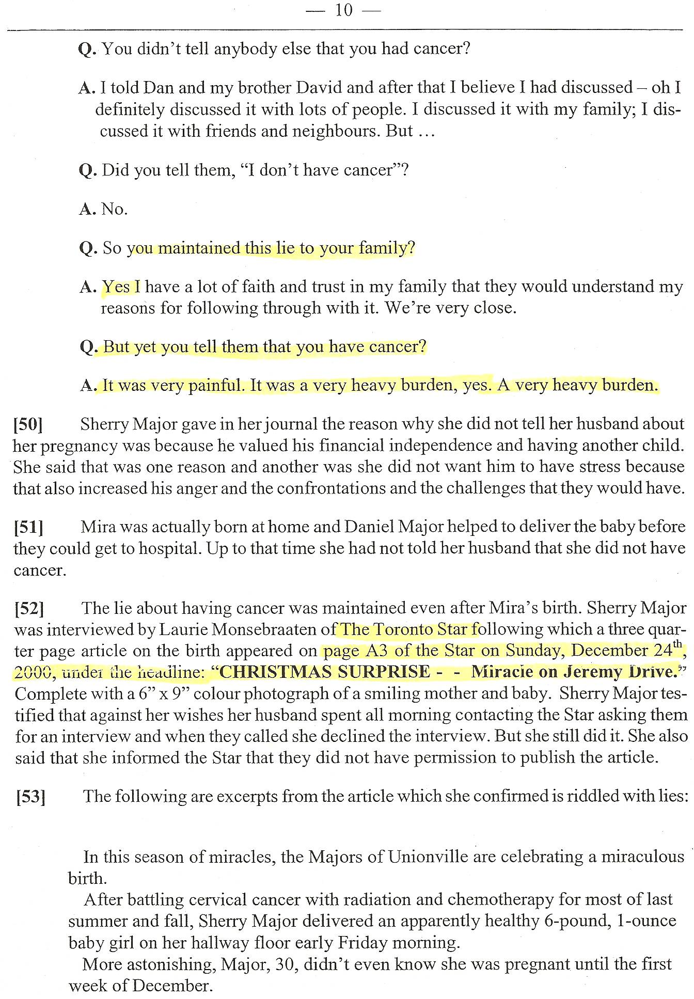 — 10 —
Q. You didn't tell anybody else that you had cancer?
A. I told Dan and my brother David and after that I believe I had discussed – oh I
definitely discussed it with lots of people. I discussed it with my family; I dis-
cussed it with friends and neighbours. But …
Q. Did you tell them, “I don't have cancer”?
A. No.
Q. So you maintained this lie to your family?
A. Yes I have a lot of faith and trust in my family that they would understand my
reasons for following through with it. We're very close.
Q. But yet you tell them that you have cancer?
A. It was very painful. It was a very heavy burden, yes. A very heavy burden.
[50] Sherry Major gave in her journal the reason why she did not tell her husband about
her pregnancy was because he valued his financial independence and having another child.
She said that was one reason and another was she did not want him to have stress because
that also increased his anger and the confrontations and the challenges that they would have.
[51] Mira was actually born at home and Daniel Major helped to deliver the baby before
they could get to hospital. Up to that time she had not told her husband that she did not have
cancer.
[52] The lie about having cancer was maintained even after Mira's birth. Sherry Major
was interviewed by Laurie Monsebraaten of The Toronto Star following which a three quar-
ter page article on the birth appeared on page A3 of the Star on Sunday, December 24th,
2000, under the headline: “CHRISTMAS SURPRISE - - Miracle on Jeremy Drive.”
Complete with a 6” x 9” colour photograph of a smiling mother and baby. Sherry Major tes-
tified that against her wishes her husband spent all morning contacting the Star asking them
for an interview and when they called she declined the interview. But she still did it. She also
said that she informed the Star that they did not have permission to publish the article.
[53] The following are excerpts from the article which she confirmed is riddled with lies:
In this season of miracles, the Majors of Unionville are celebrating a miraculous
birth.
After battling cervical cancer with radiation and chemotherapy for most of last
summer and fall, Sherry Major delivered an apparently healthy 6-pound, 1-ounce
baby girl on her hallway floor early Friday morning.
More astonishing, Major, 30, didn't even know she was pregnant until the first
week of December.